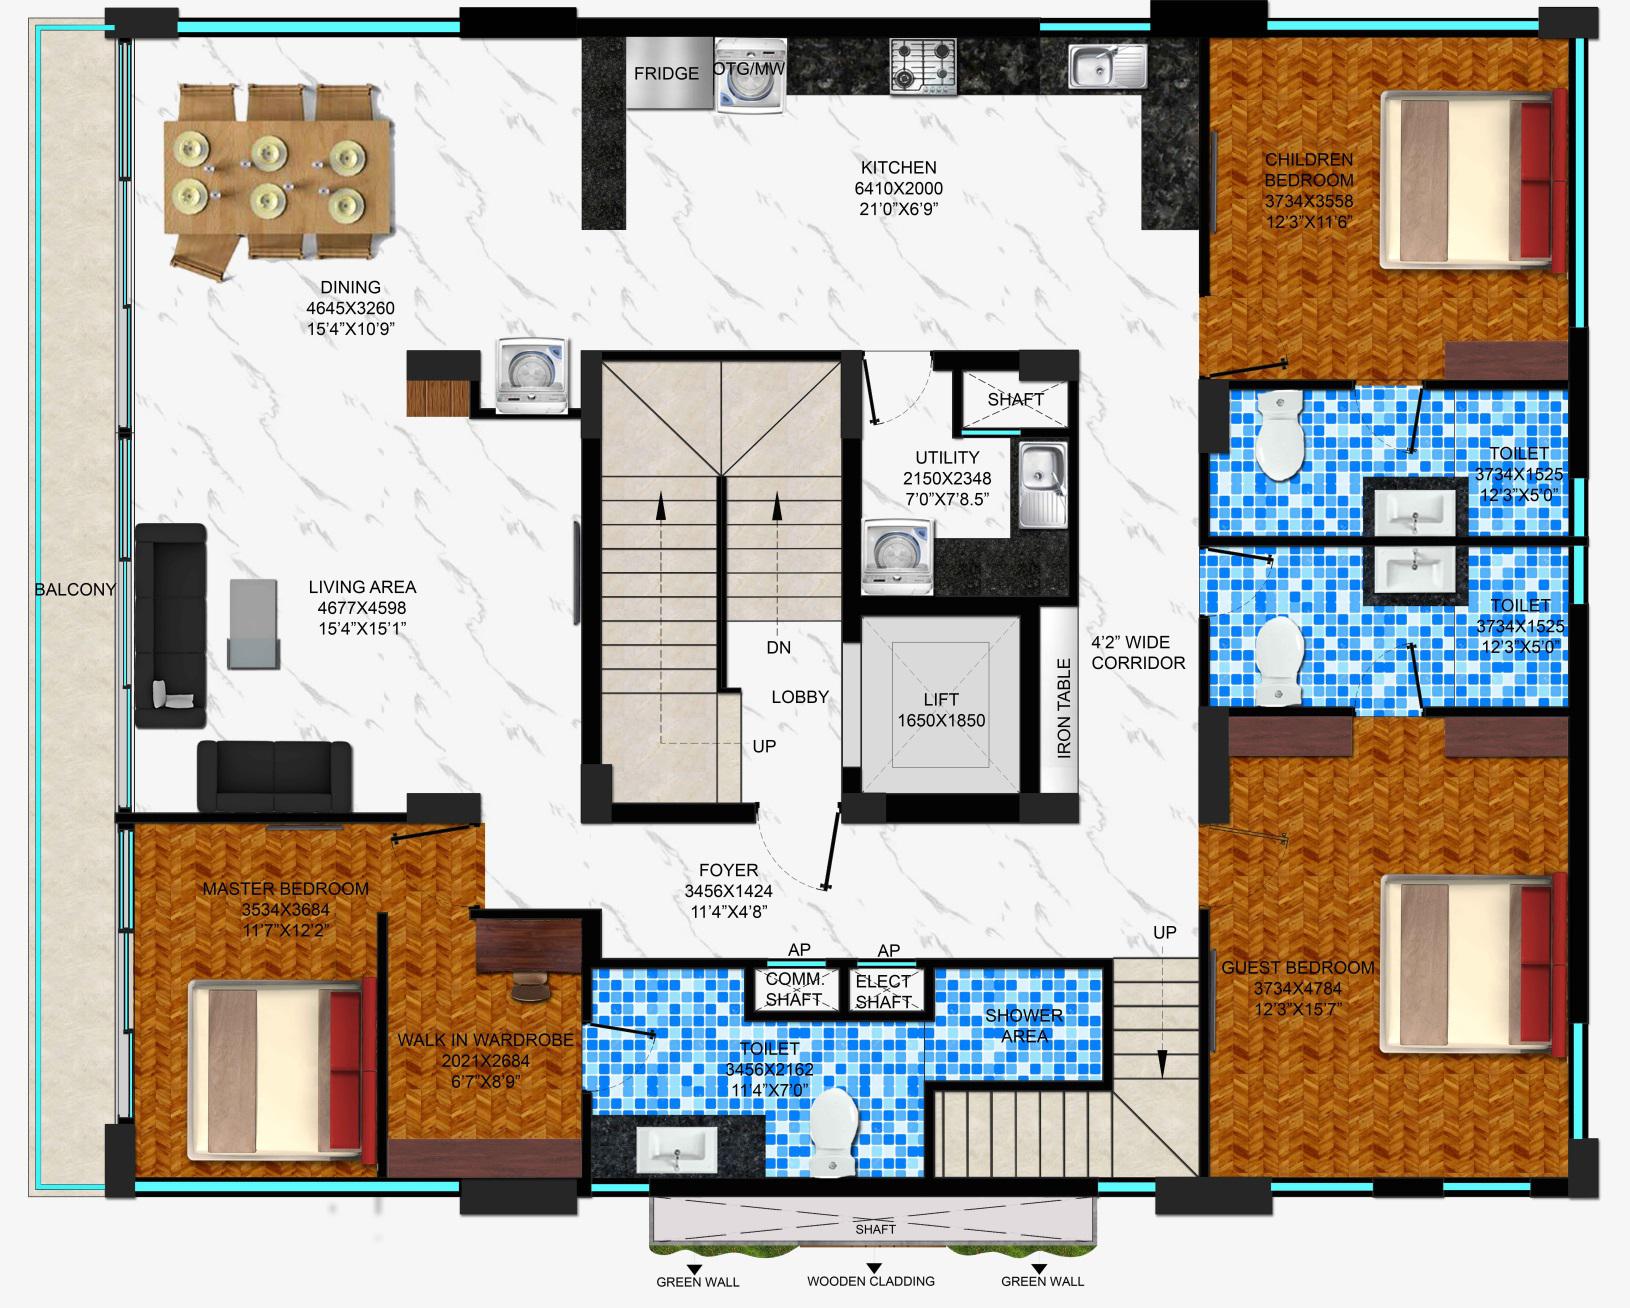 FRIDGE
OTG/MW
KITCHEN
6410X2000
21'0"X6'9"
CHILDREN
BEDROOM
3734X3558
12'3"X11'6"
DINING
4645X3260
15'4"X10'9"
SHAFT
UTILITY
2150X2348
7'0"X7'8.5"
TOILET
3734X1525
12'3"X5'0"
BALCONY
LIVING AREA
4677X4598
15'4"X15'1"
TOILET
3734X1525
12'3"X5'0"
DN
LOBBY
UP
LIFT
1650X1850
IRON TABLE
4'2" WIDE
CORRIDOR
FOYER
3456X1424
11'4"X4'8"
MASTER BEDROOM
3534X3684
11'7"X12'2"
AP
AP
UP
COMM.
SHAFT
ELECT
SHAFT
GUEST BEDROOM
3734X4784
12'3"X15'7"
SHOWER
AREA
WALK IN WARDROBE
2021X2684
6'7"X8'9"
TOILET
3456X2162
11'4"X7'0"
SHAFT
GREEN WALL
WOODEN CLADDING
GREEN WALL